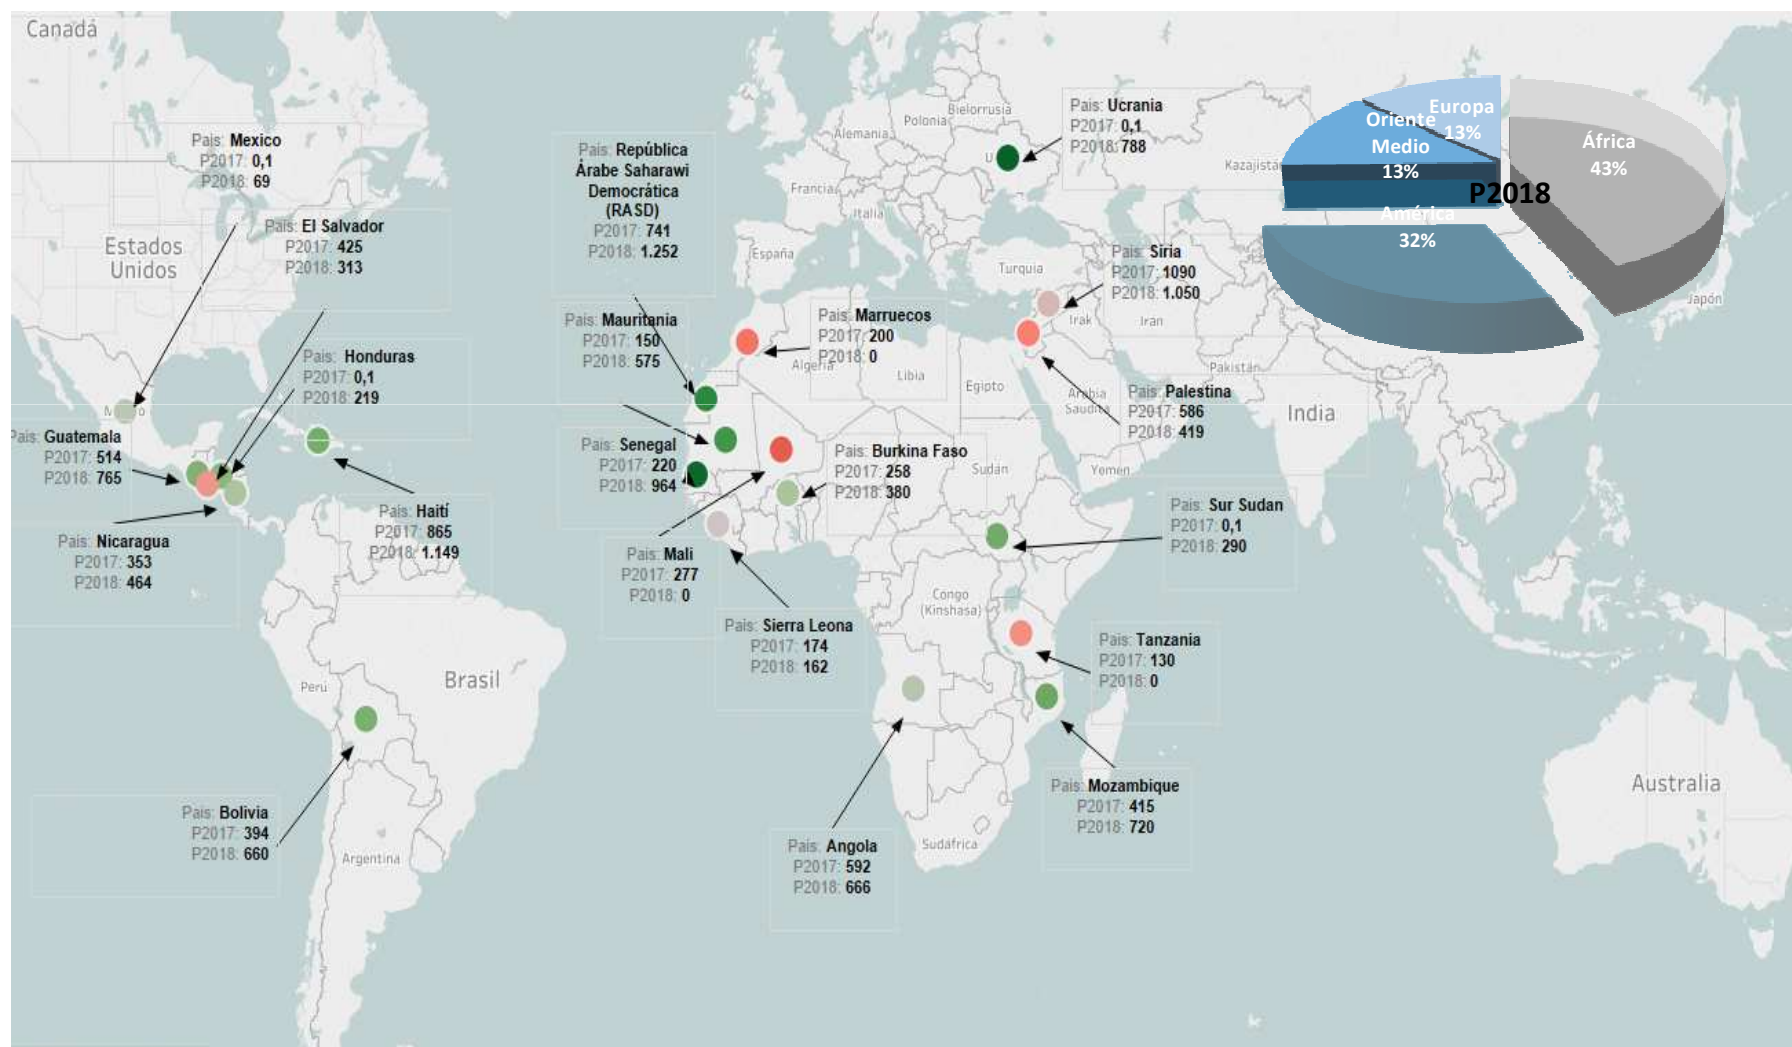 Canadá
Pais: Mexico
P2017: 0,1
P2018: 69
Estados
Unidos
Pais: El Salvador
P2017: 425
P2018: 313
Pais: Honduras
P2017: 0,1
P2018: 219
Pais: Guatemala
P2017: 514
P2018: 765
Pais: Nicaragua
P2017: 353
P2018: 464
Pais: Haití
P2017: 865
P2018: 1.149
Perú
Brasil
Pais: Bolivia
P2017: 394
P2018: 660
Argentina
Pais: República
Árabe Saharawi
Democrática
(RASD)
P2017: 741
P2018: 1.252
Pais: Mauritania
P2017: 150
P2018: 575
Pais: Senegal
P2017: 220
P2018: 964
Pais: Mali
P2017: 277
P2018: 0
Pais: Sierra Leona
P2017: 174
P2018: 162
Pais: Marruecos
P2017: 200
P2018: 0
Pais: Burkina Faso
P2017: 258
P2018: 380
Bielorrusia
Polonia
Alemania
Francia
Italia
España
Turquia
Argelia
Libia
Egipto
Irak
Iran
Arabia
Saudita
Sudán
Yemen
Kazajistán
Pakistán
India
Japón
Pais: Ucrania
P2017: 0,1
P2018: 788
Pais: Siria
P2017: 1090
P2018: 1.050
Pais: Palestina
P2017: 586
P2018: 419
Pais: Sur Sudan
P2017: 0,1
P2018: 290
Congo
(Kinshasa)
Pais: Tanzania
P2017: 130
P2018: 0
Pais: Mozambique
P2017: 415
P2018: 720
Pais: Angola
P2017: 592
P2018: 666
Sudáfrica
Australia
P2018
Europa
13%
Oriente
Medio
13%
África
43%
América
32%